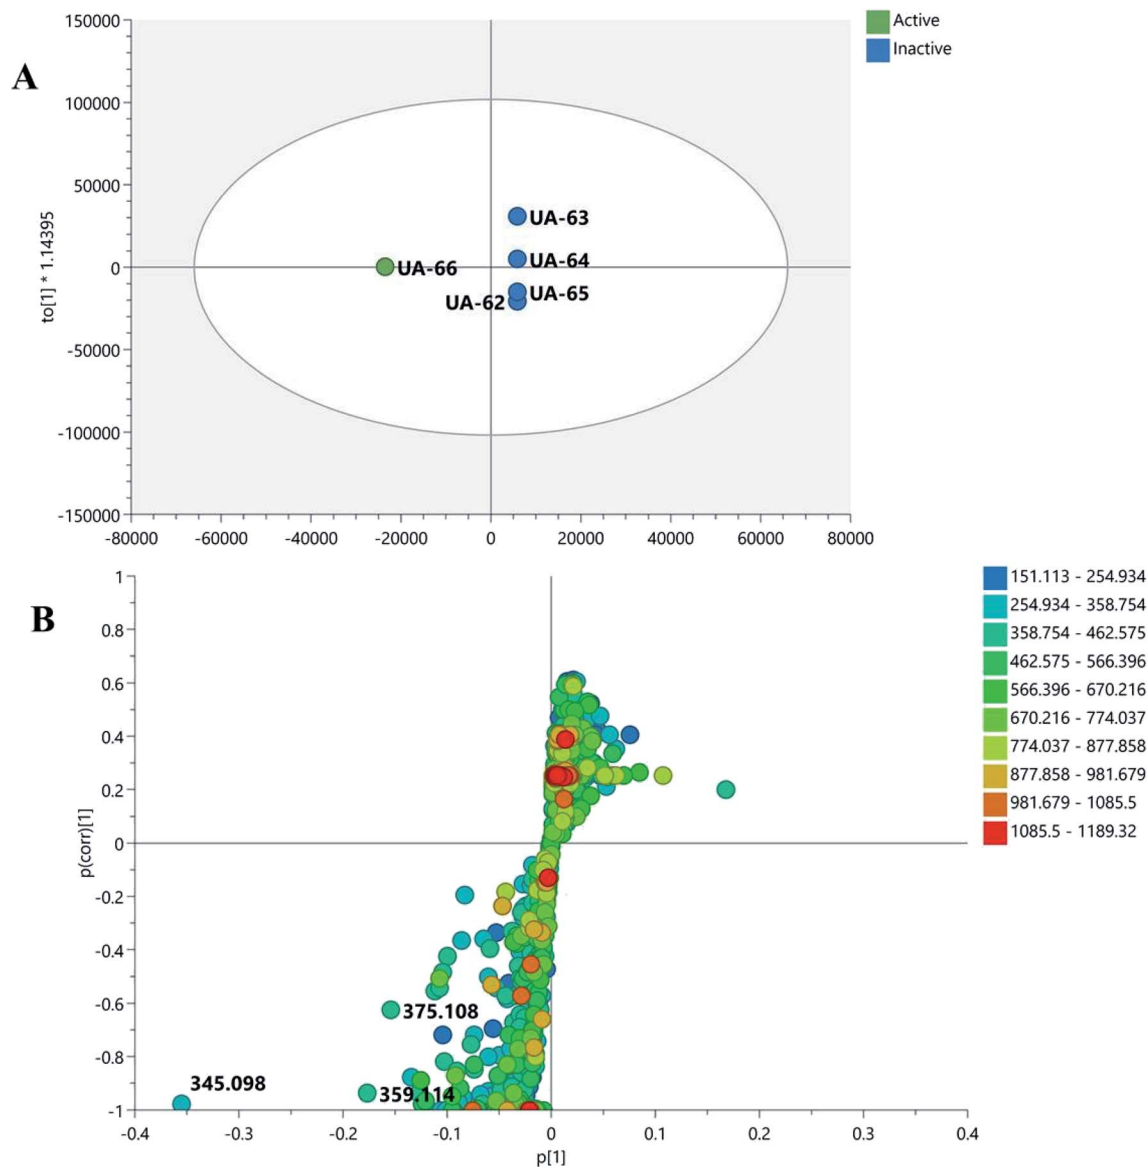 A
Active
Inactive
150000
100000
50000
0
-50000
-100000
-150000
to[1] * 1.14395
UA-63
UA-64
UA-66
UA-65
UA-62
-80000 -60000 -40000 -20000 0 20000 40000 60000 80000
B
1
0.8
0.6
0.4
0.2
0
-0.2
-0.4
-0.6
-0.8
-1
p(corr)[1]
375.108
345.098
359.114
-0.4 -0.3 -0.2 -0.1 0 0.1 0.2 0.3 0.4
p[1]
151.113 - 254.934
254.934 - 358.754
358.754 - 462.575
462.575 - 566.396
566.396 - 670.216
670.216 - 774.037
774.037 - 877.858
877.858 - 981.679
981.679 - 1085.5
1085.5 - 1189.32